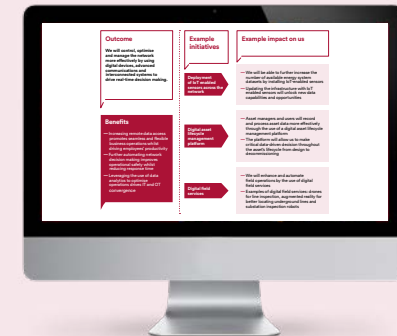 Outcome
We will control, optimise
and manage the network
more effectively by using
digital devices, advanced
communications and
interconnected systems to
drive real-time decision making.
Benefits
— Increasing remote data access
promotes seamless and flexible
business operations whilst
driving employees' productivity
— Further automating network
decision making improves
operational safety whilst
reducing response time
— Leveraging the use of data
analytics to optimise
operations drives IT and OT
convergence
Example
initiatives
Deployment
of IoT enabled
sensors across the
network
Digital asset
lifecycle
management
platform
Digital field
services
Example impact on us
— We will be able to further increase the
number of available energy system
datasets by installing IoT enabled sensors
— Updating the infrastructure with IoT
enabled sensors will unlock new data
capabilities and opportunities
— Asset managers and users will record
and process asset data more effectively
through the use of a digital asset lifecycle
management platform
— The platform will allow us to make
critical data-driven decision throughout
the asset's lifecycle from design to
decommissioning
— We will enhance and automate
field operations by the use of digital
field services
— Examples of digital field services: drones
for line inspection, augmented reality for
better locating underground lines and
substation inspection robots